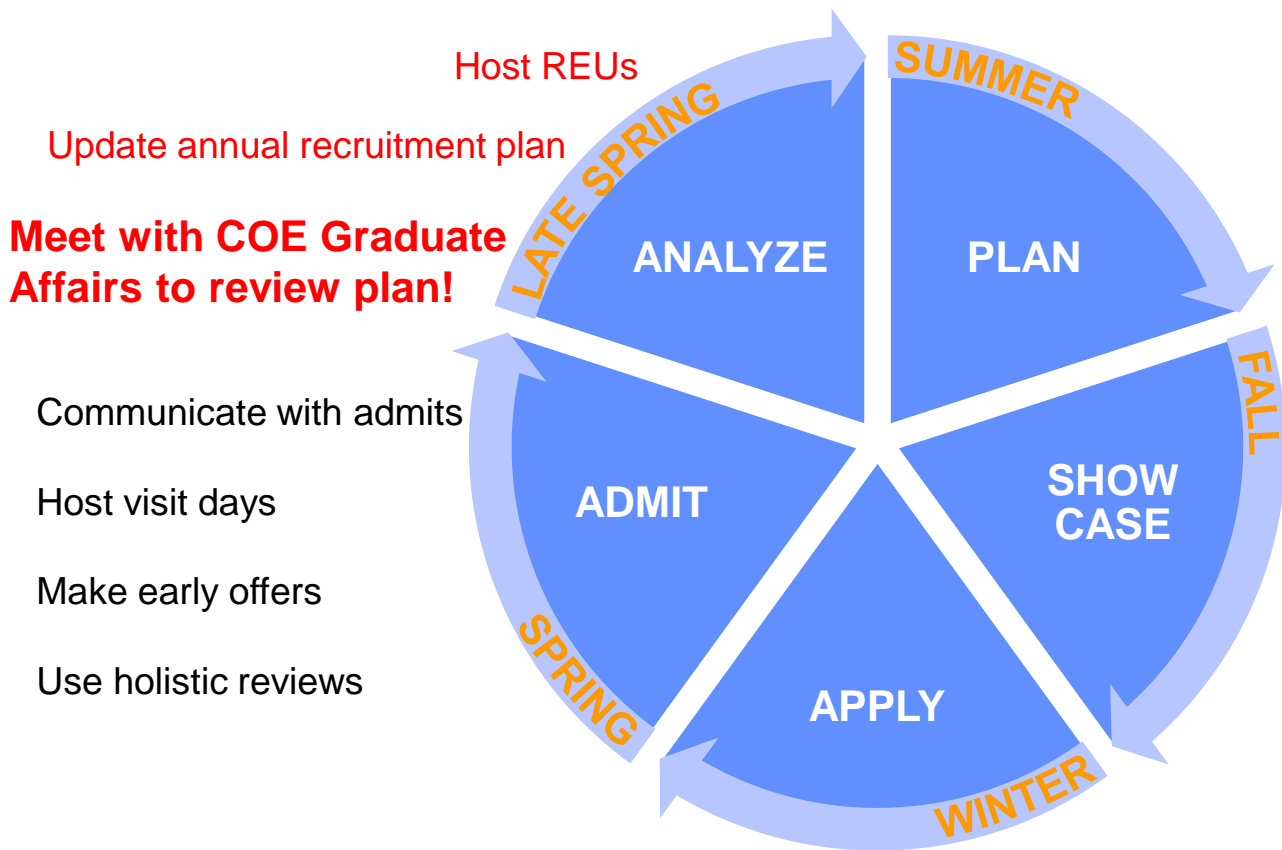 Host REUs
Update annual recruitment plan
Meet with COE Graduate
Affairs to review plan!
Communicate with admits
Host visit days
Make early offers
Use holistic reviews
SUMMER
PLAN
FALL
SHOW
CASE
WINTER
APPLY
SPRING
ADMIT
LATE SPRING
ANALYZE